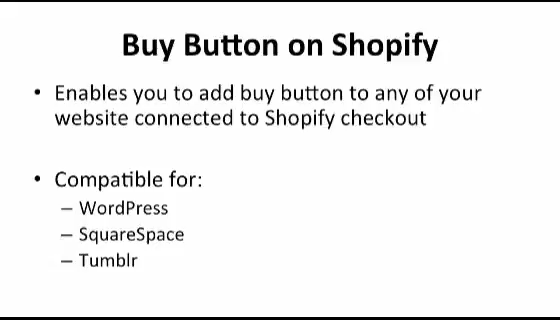 Buy Button on Shopify
• Enables you to add buy button to any of your
website connected to Shopify checkout
• Compatible for:
– WordPress
– SquareSpace
– Tumblr